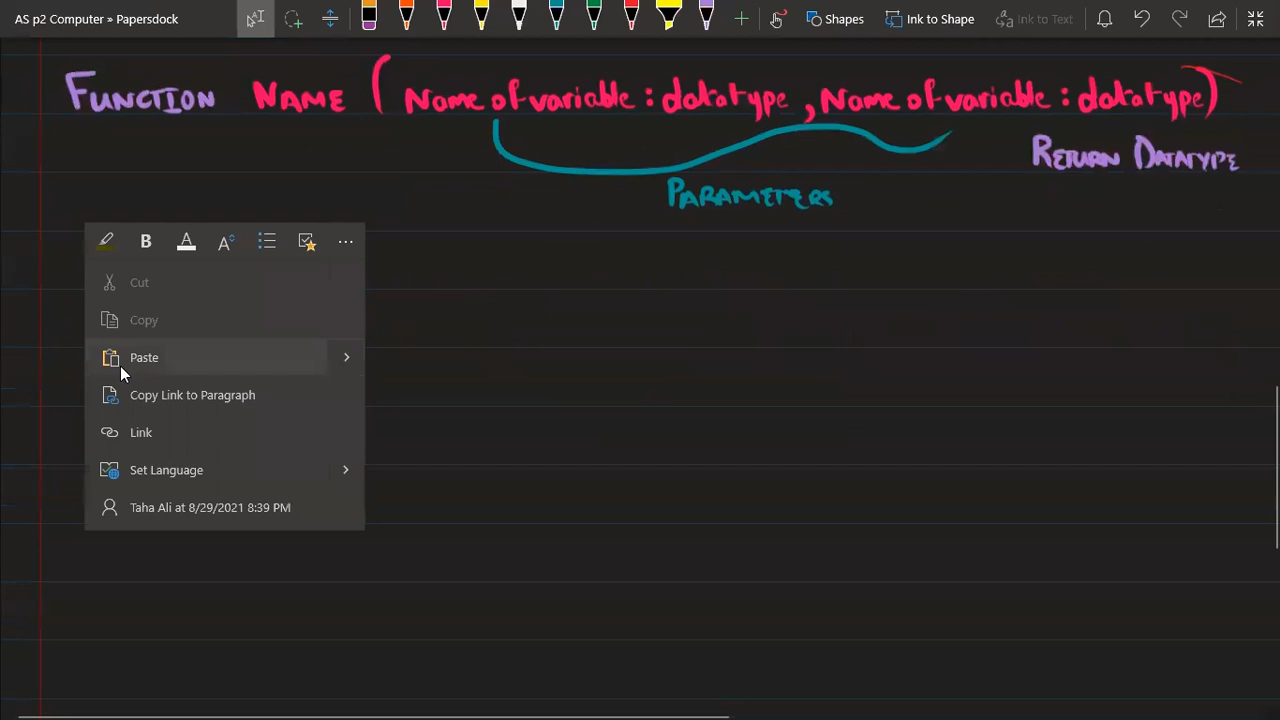 AS p2 Computer » Papersdock
Shapes
Ink to Shape
Ink to Text
FUNCTION NAME (Name of variable : datatype , Name of variable : datatype)
RETURN DATATYPE
PARAMETERS
B A A ...
Cut
Copy
Paste
Copy Link to Paragraph
Link
Set Language
Taha Ali at 8/29/2021 8:39 PM